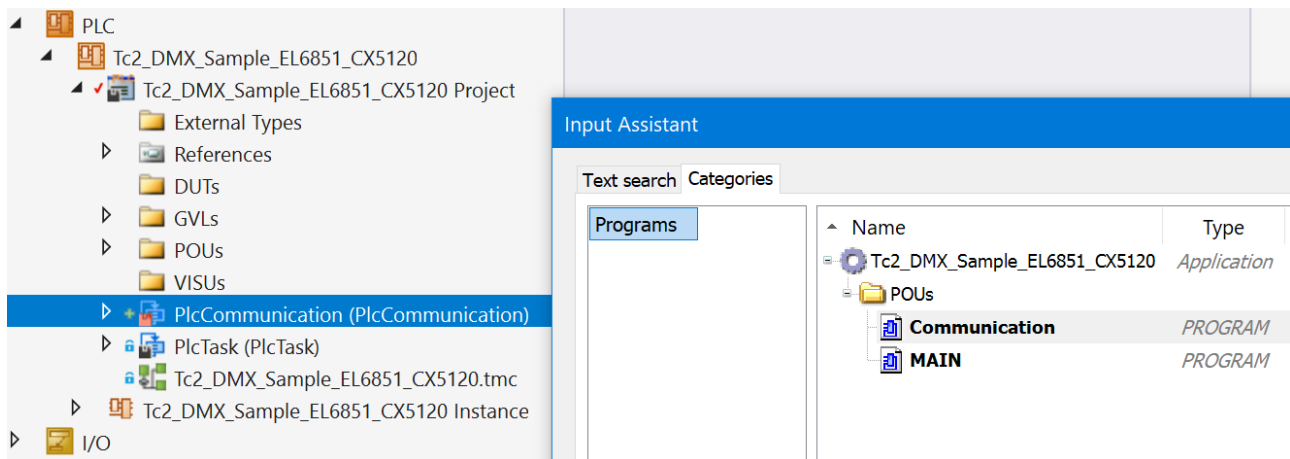 PLC
Tc2_DMX_Sample_EL6851_CX5120
Tc2_DMX_Sample_EL6851_CX5120 Project
External Types
References
DUTs
GVLs
POUs
VISUs
PlcCommunication (PlcCommunication)
PlcTask (PlcTask)
Tc2_DMX_Sample_EL6851_CX5120.tmc
Tc2_DMX_Sample_EL6851_CX5120 Instance
I/O
Input Assistant
Text search Categories
Programs
Name Type
Tc2_DMX_Sample_EL6851_CX5120 Application
POUs
Communication PROGRAM
MAIN PROGRAM